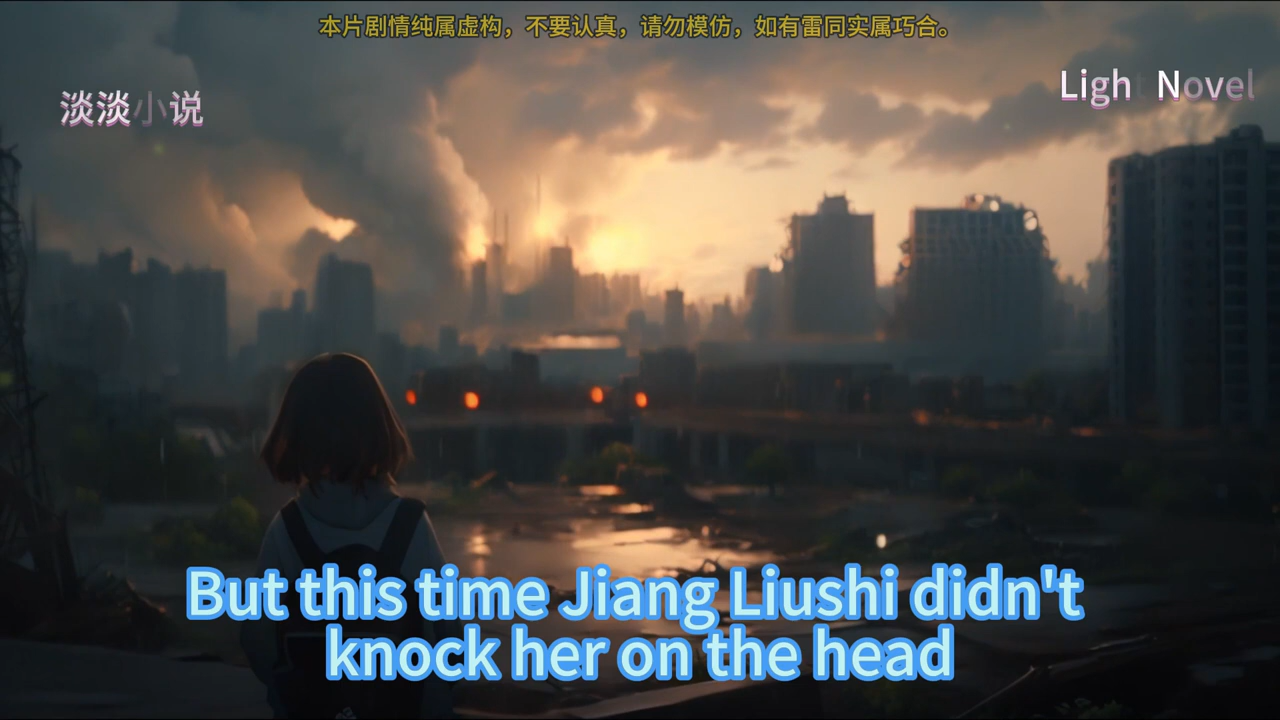 本片剧情纯属虚构，不要认真，请勿模仿，如有雷同实属巧合。
淡淡小说
Light Novel
But this time Jiang Liushi didn't
knock her on the head